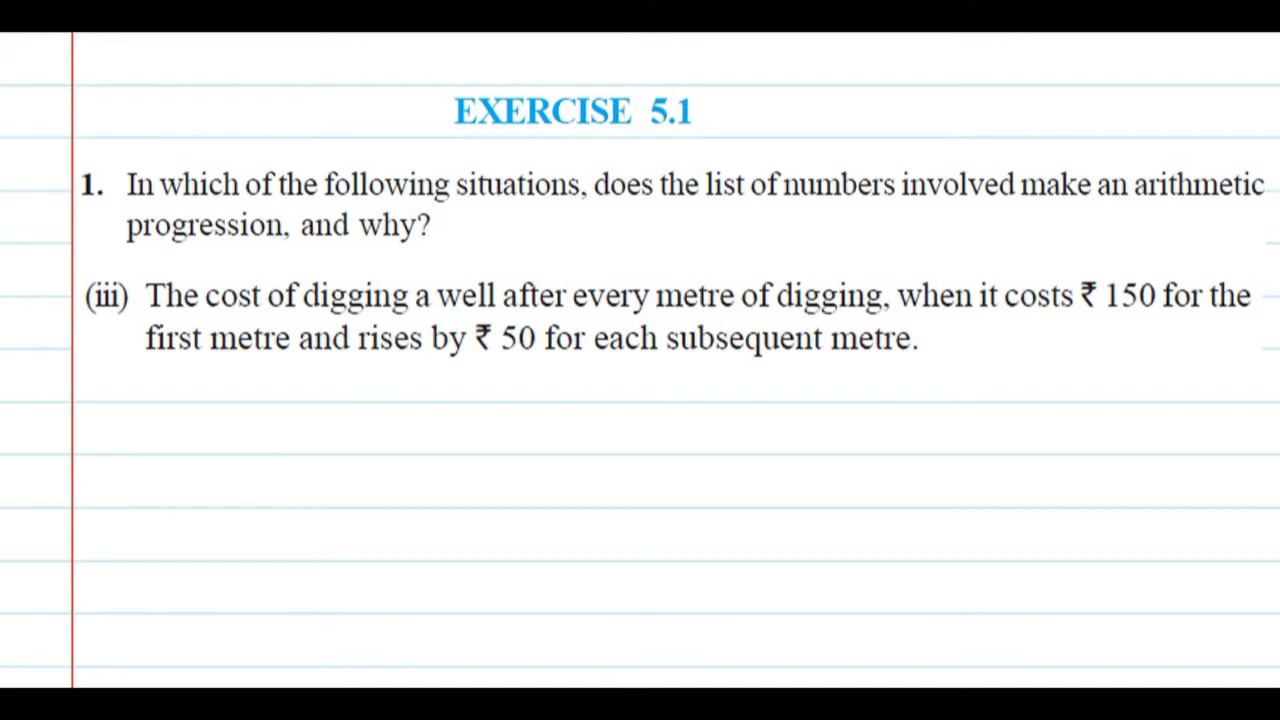 EXERCISE 5.1
1. In which of the following situations, does the list of numbers involved make an arithmetic
progression, and why?
(iii) The cost of digging a well after every metre of digging, when it costs ₹ 150 for the
first metre and rises by ₹ 50 for each subsequent metre.